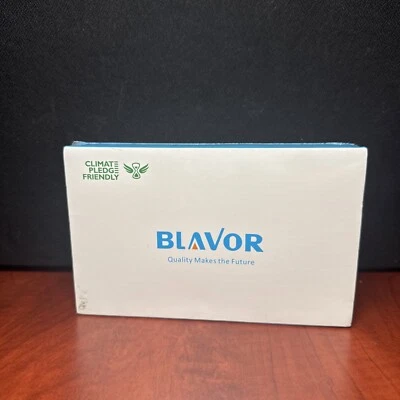 CLIMATE
PLEDGE
FRIENDLY
BLAVOR
Quality Makes the Future